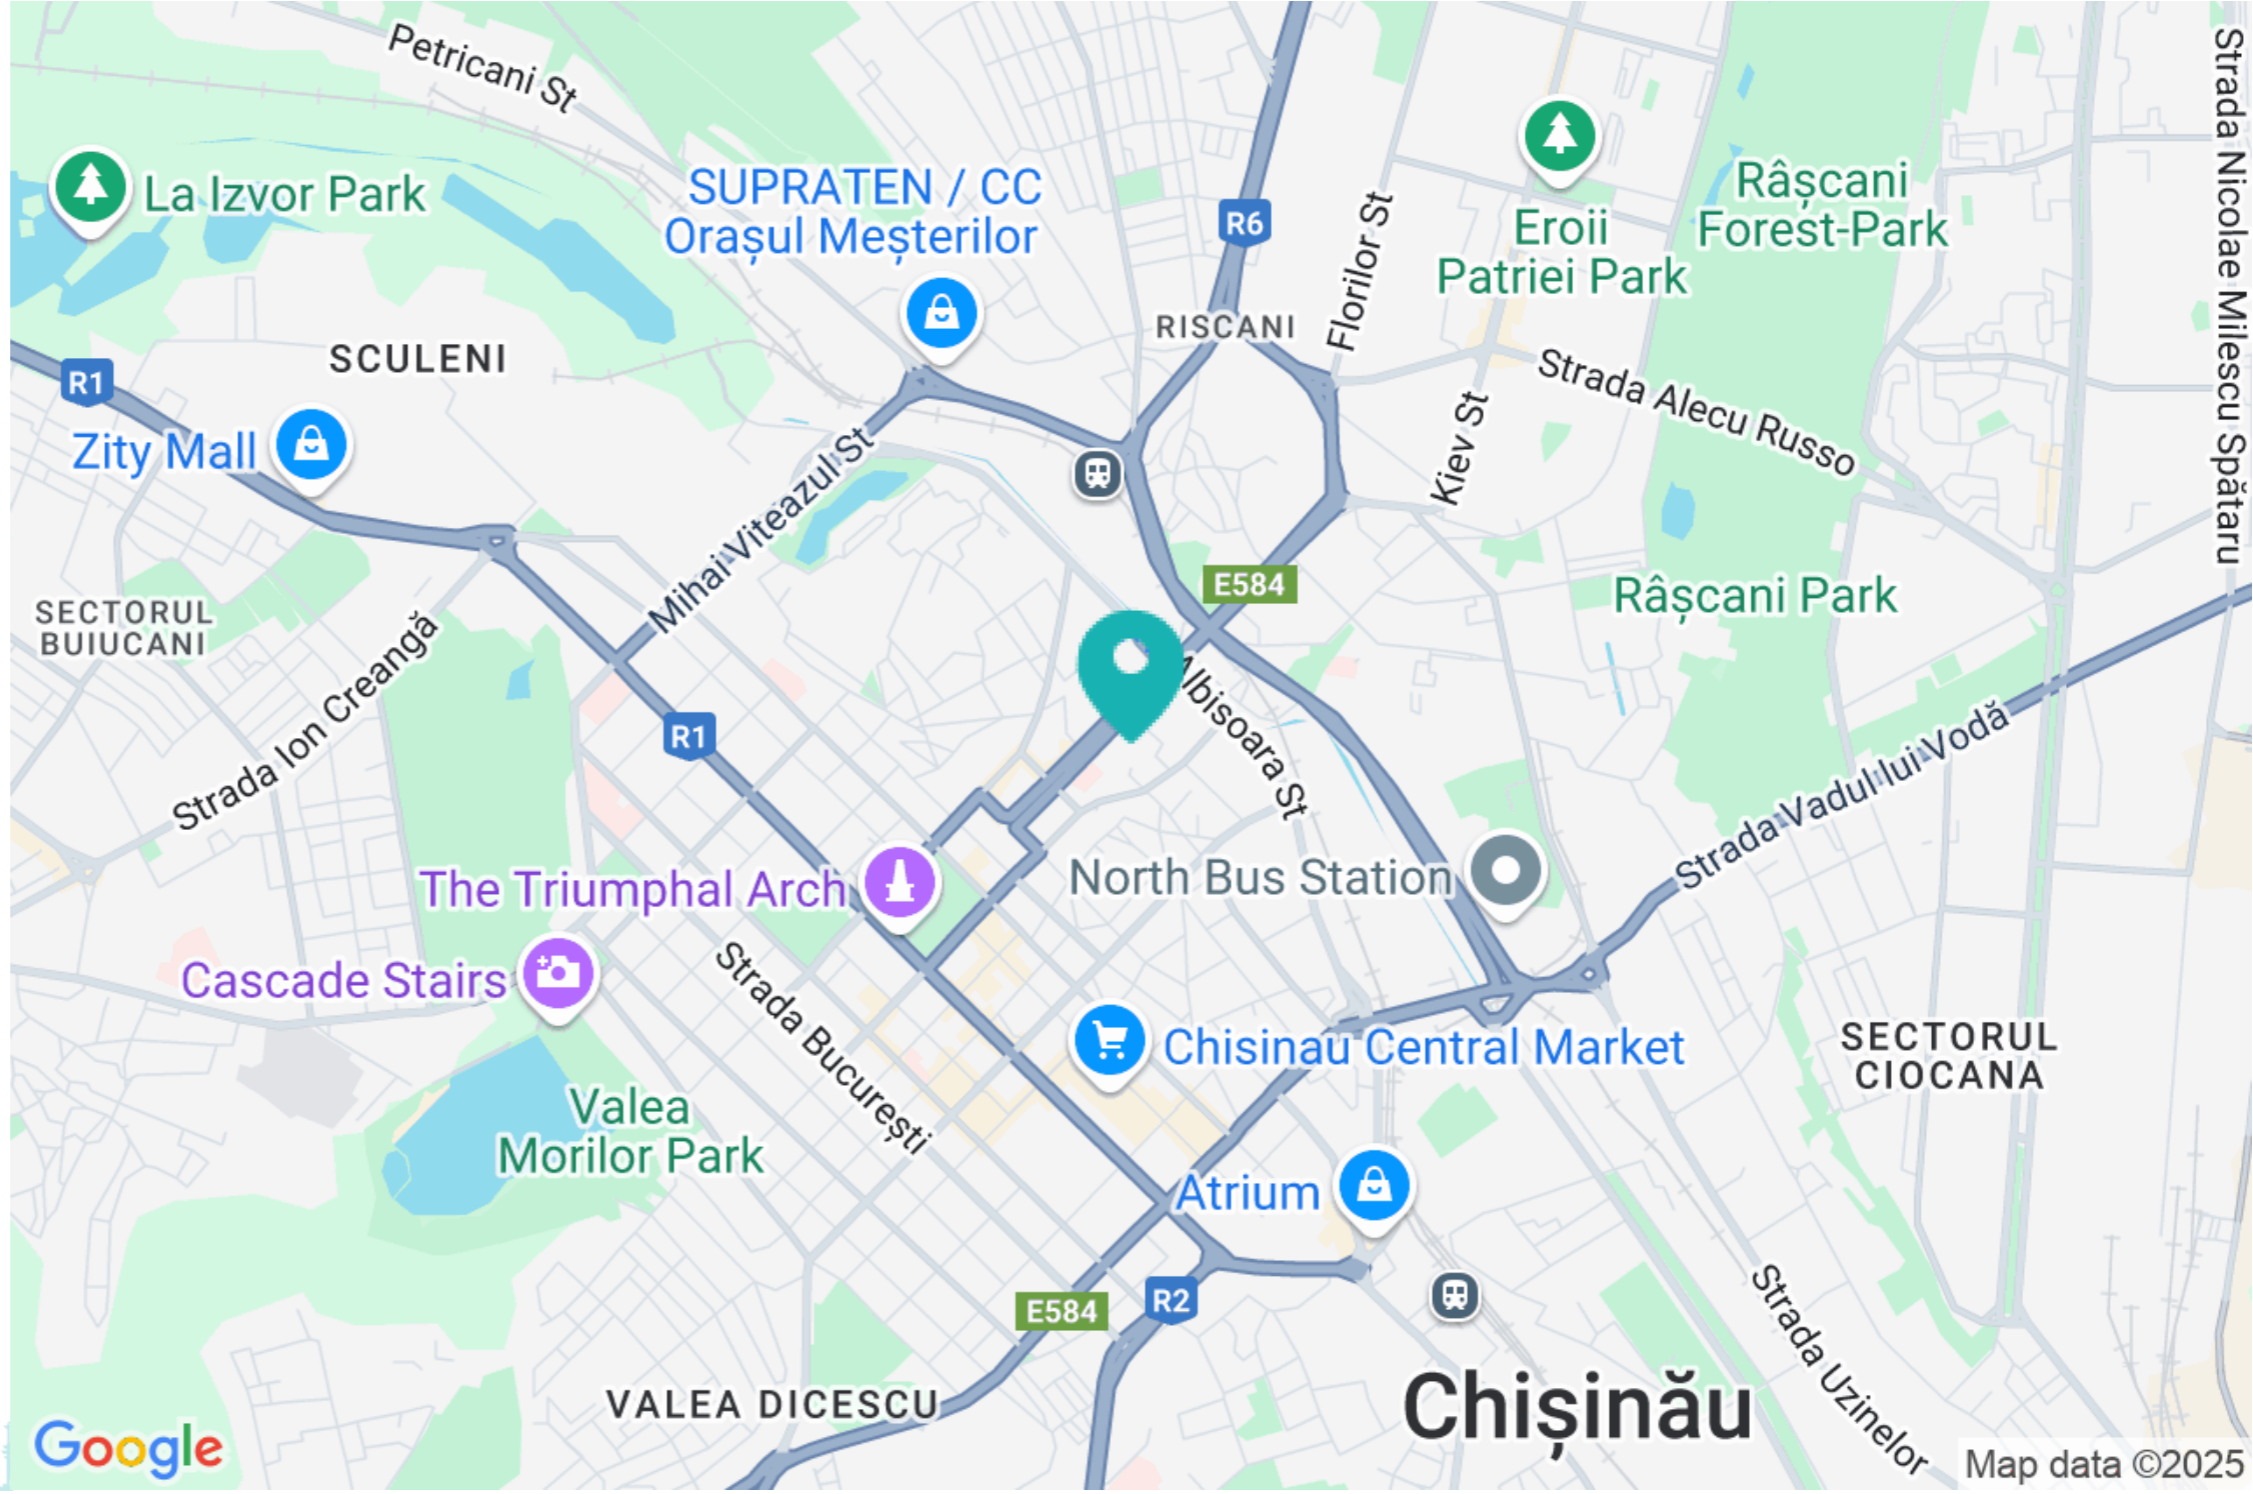 Petricani St
Strada Nicolae Milescu Spătaru
La Izvor Park
SUPRATEN / CC
Orașul Meșterilor
R6
Florilor St
Eroii
Patriei Park
Râșcani
Forest-Park
RISCANI
SCULENI
R1
Zity Mall
Mihai Viteazul St
Kiev St
Strada Alecu Russo
E584
SECTORUL
BUIUCANI
Râșcani Park
Strada Ion Creangă
R1
Albisoara St
Strada Vadul lui Vodă
The Triumphal Arch
North Bus Station
Cascade Stairs
Strada București
Chisinau Central Market
SECTORUL
CIOCANA
Valea
Morilor Park
Atrium
E584
R2
Strada Uzinelor
VALEA DICESCU
Chișinău
Google
Map data ©2025